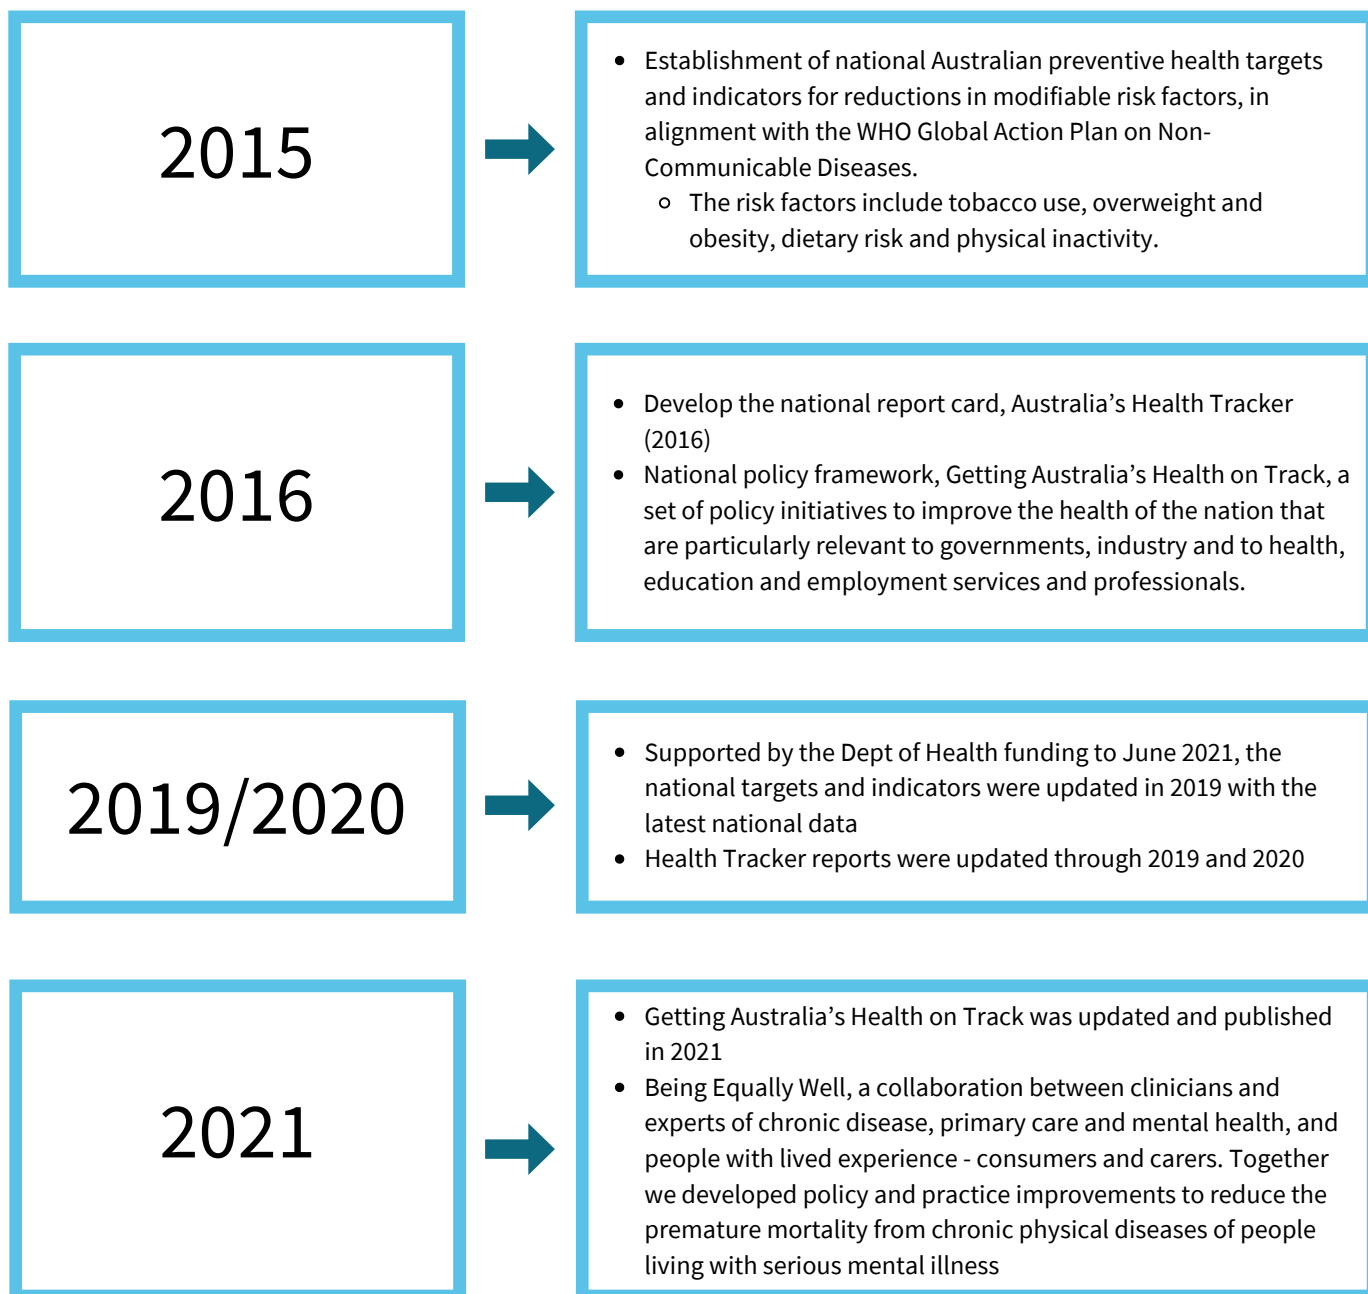 2015
• Establishment of national Australian preventive health targets
and indicators for reductions in modifiable risk factors, in
alignment with the WHO Global Action Plan on Non-
Communicable Diseases.
◦ The risk factors include tobacco use, overweight and
obesity, dietary risk and physical inactivity.
2016
• Develop the national report card, Australia’s Health Tracker
(2016)
• National policy framework, Getting Australia’s Health on Track, a
set of policy initiatives to improve the health of the nation that
are particularly relevant to governments, industry and to health,
education and employment services and professionals.
2019/2020
• Supported by the Dept of Health funding to June 2021, the
national targets and indicators were updated in 2019 with the
latest national data
• Health Tracker reports were updated through 2019 and 2020
2021
• Getting Australia’s Health on Track was updated and published
in 2021
• Being Equally Well, a collaboration between clinicians and
experts of chronic disease, primary care and mental health, and
people with lived experience - consumers and carers. Together
we developed policy and practice improvements to reduce the
premature mortality from chronic physical diseases of people
living with serious mental illness